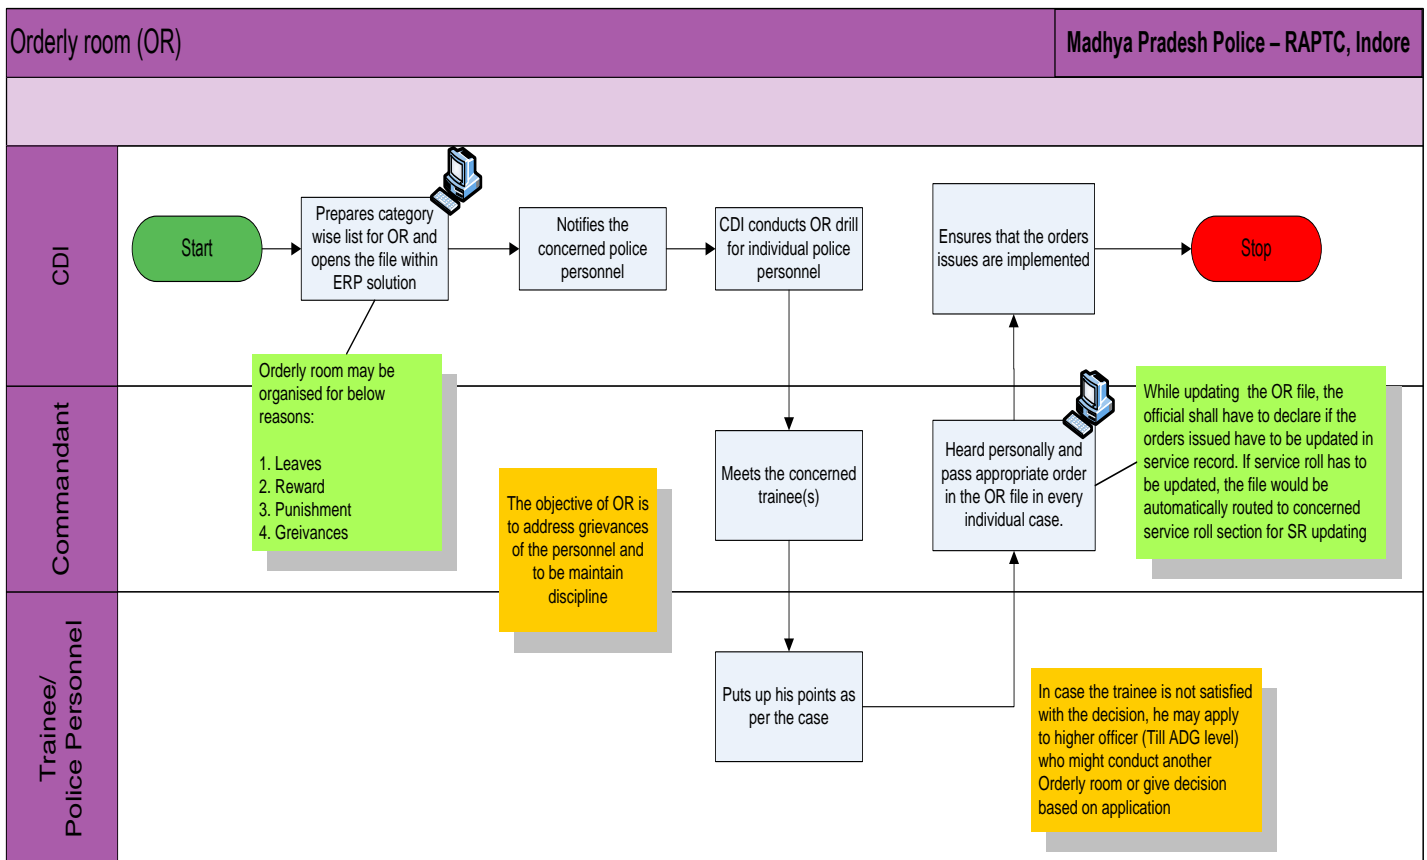 Orderly room (OR)
Madhya Pradesh Police – RAPTC, Indore
CDI
Start
Prepares category
wise list for OR and
opens the file within
ERP solution
Notifies the
concerned police
personnel
CDI conducts OR drill
for individual police
personnel
Ensures that the orders
issues are implemented
Stop
Orderly room may be
organised for below
reasons:
1. Leaves
2. Reward
3. Punishment
4. Greivances
Commandant
The objective of OR is
to address grievances
of the personnel and
to be maintain
discipline
Meets the concerned
trainee(s)
Heard personally and
pass appropriate order
in the OR file in every
individual case.
While updating  the OR file, the
official shall have to declare if the
orders issued have to be updated in
service record. If service roll has to
be updated, the file would be
automatically routed to concerned
service roll section for SR updating
Trainee/
Police Personnel
Puts up his points as
per the case
In case the trainee is not satisfied
with the decision, he may apply
to higher officer (Till ADG level)
who might conduct another
Orderly room or give decision
based on application